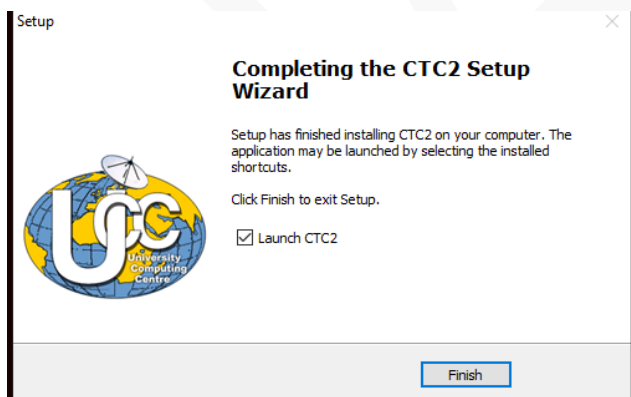 Setup
Completing the CTC2 Setup
Wizard
Setup has finished installing CTC2 on your computer. The
application may be launched by selecting the installed
shortcuts.
Click Finish to exit Setup.
Launch CTC2
UCC
University
Computing
Centre
Finish